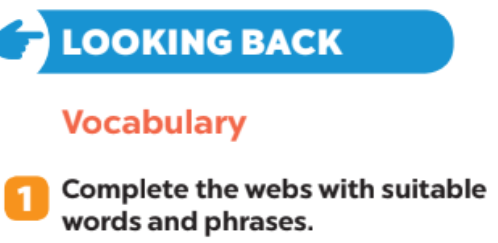 LOOKING BACK
Vocabulary
1 Complete the webs with suitable
words and phrases.